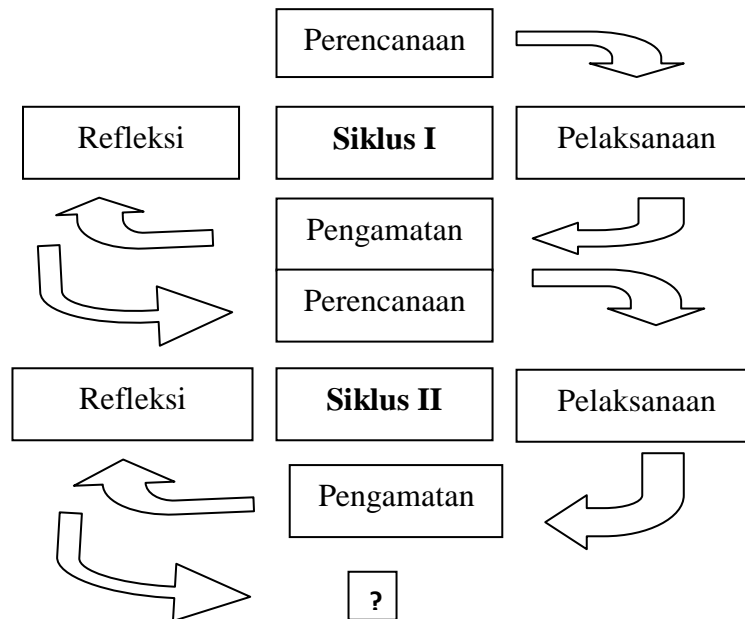 Perencanaan
Refleksi
Siklus I
Pelaksanaan
Pengamatan
Perencanaan
Refleksi
Siklus II
Pelaksanaan
Pengamatan
?